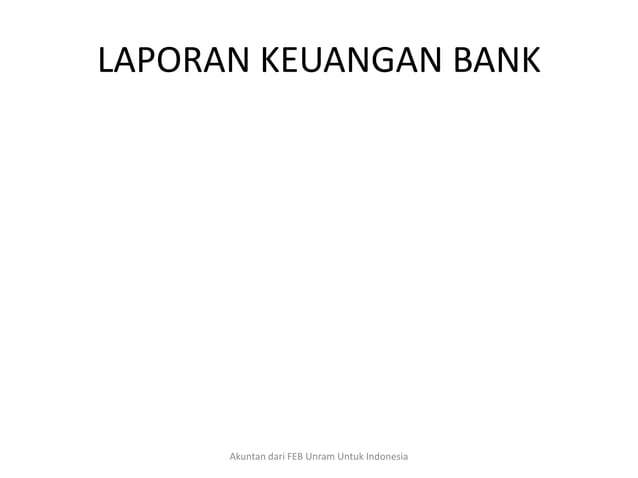 LAPORAN KEUANGAN BANK
Akuntan dari FEB Unram Untuk Indonesia